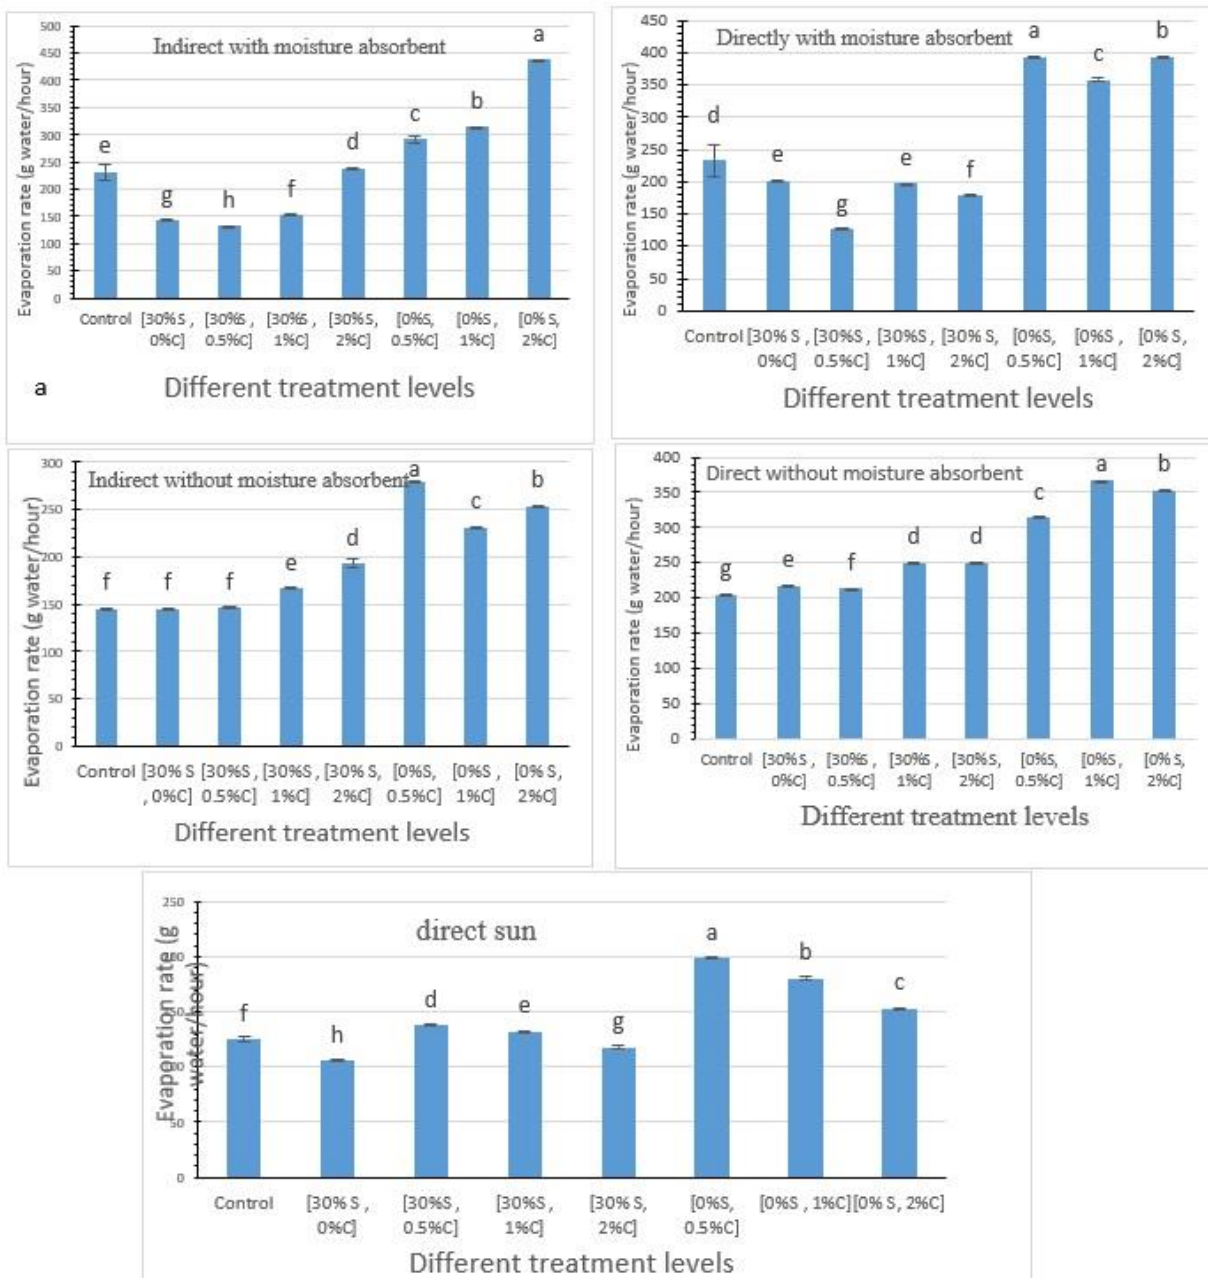 Indirect with moisture absorbent
Evaporation rate (g water/hour)
500
450
400
350
300
250
200
150
100
50
0
e
g
h
f
d
c
b
a
Control [30%S , [30%S , [30%S , [30%S, [0%S, [0%S , [0% S,
0%C] 0.5%C] 1%C] 2%C] 0.5%C] 1%C] 2%C]
a
Different treatment levels
Directly with moisture absorbent
Evaporation rate (g water/hour)
450
400
350
300
250
200
150
100
50
0
d
e
g
e
f
a
c
b
Control [30% S , [30%S , [30%S , [30% S, [0%S, [0%S , [0% S,
0%C] 0.5%C] 1%C] 2%C] 0.5%C] 1%C] 2%C]
Different treatment levels
Indirect without moisture absorbent
Evaporation rate (g water/hour)
300
250
200
150
100
50
0
f
f
f
e
d
a
c
b
Control [30% S [30%S , [30%S , [30% S, [0%S, [0%S , [0% S,
, 0%C] 0.5%C] 1%C] 2%C] 0.5%C] 1%C] 2%C]
Different treatment levels
Direct without moisture absorbent
Evaporation rate (g water/hour)
400
350
300
250
200
150
100
50
0
g
e
f
d
d
c
a
b
Control [30% S , [30%S , [30%S , [30% S, [0%S, [0%S , [0% S,
0%C] 0.5%C] 1%C] 2%C] 0.5%C] 1%C] 2%C]
Different treatment levels
direct sun
Evaporation rate (g
water/hour)
250
200
150
100
50
0
f
h
d
e
g
a
b
c
Control [30% S , [30%S , [30%S , [30% S, [0%S, [0%S , 1%C] [0% S, 2%C]
0%C] 0.5%C] 1%C] 2%C] 0.5%C]
Different treatment levels